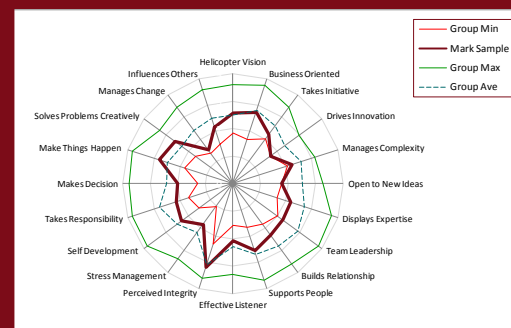 Group Min
Mark Sample
Group Max
Group Ave
Helicopter Vision
Business Oriented
Takes Initiative
Drives Innovation
Manages Complexity
Open to New Ideas
Displays Expertise
Team Leadership
Builds Relationship
Supports People
Effective Listener
Perceived Integrity
Stress Management
Self Development
Takes Responsibility
Makes Decision
Make Things Happen
Solves Problems Creatively
Manages Change
Influences Others